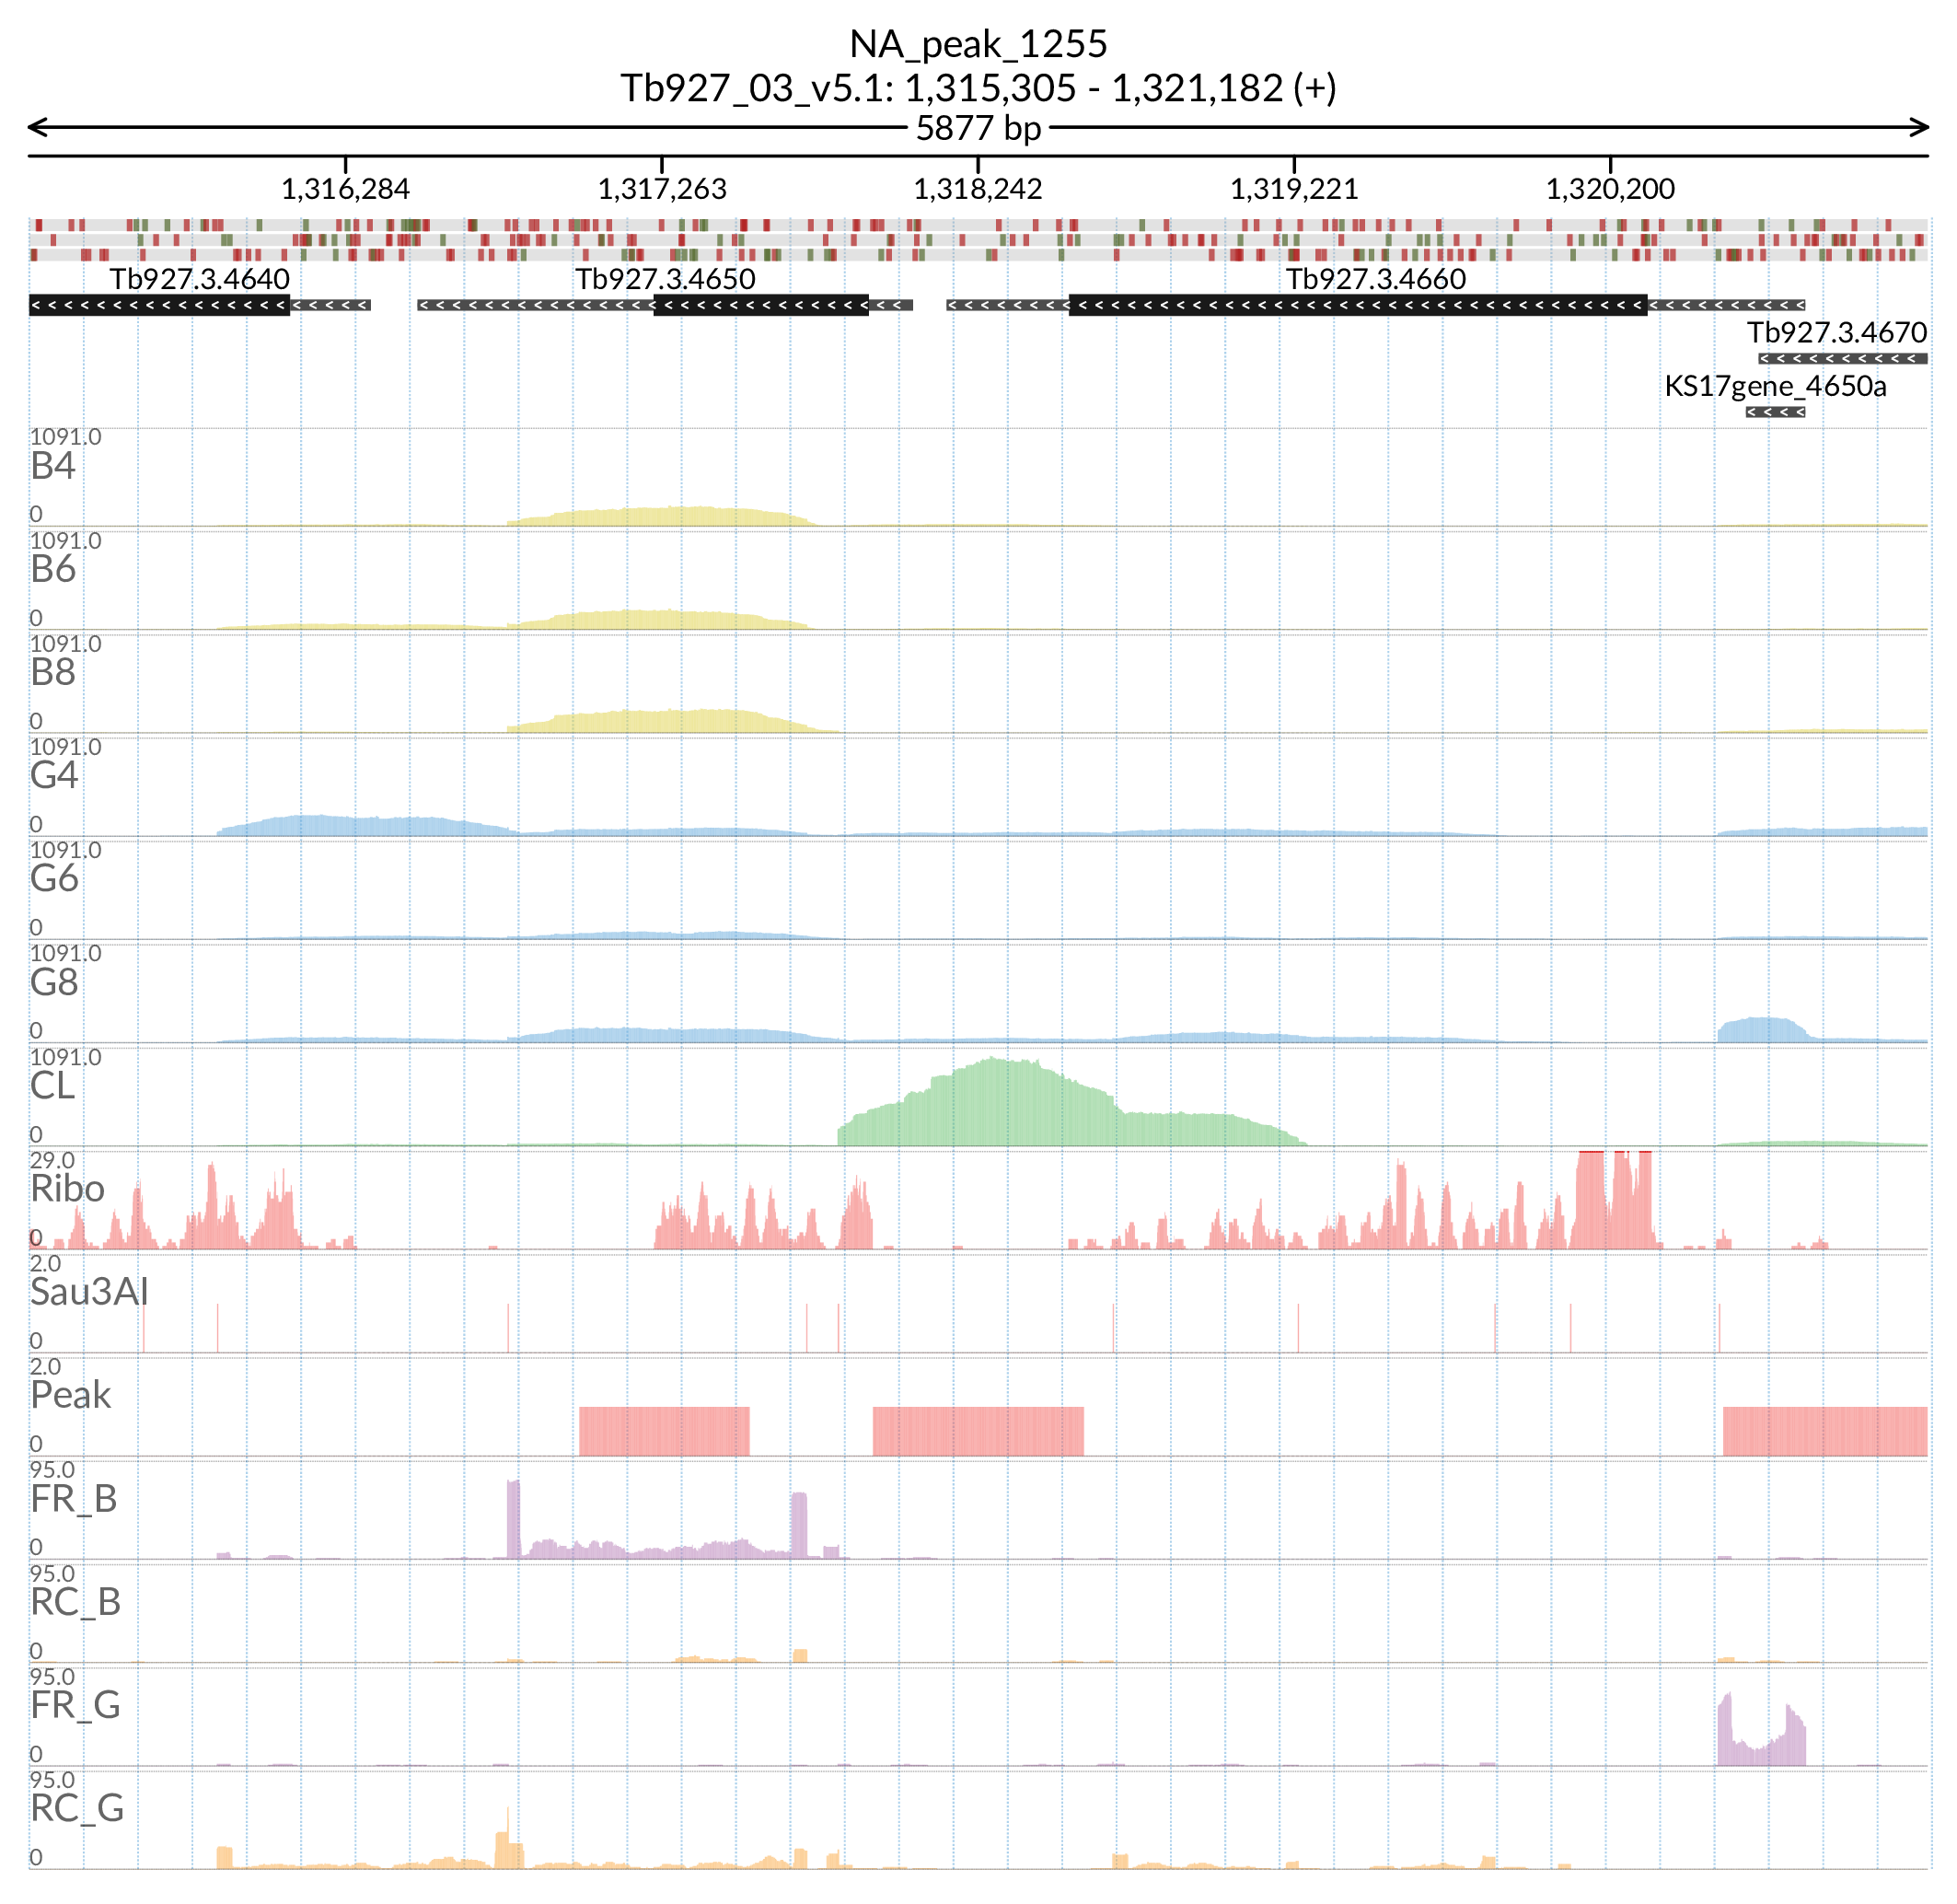 NA_peak_1255
Tb927_03_v5.1: 1,315,305 - 1,321,182 (+)
5877 bp
1,316,284 1,317,263 1,318,242 1,319,221 1,320,200
Tb927.3.4640 Tb927.3.4650 Tb927.3.4660
Tb927.3.4670
KS17gene_4650a
1091.0
B4
0
1091.0
B6
0
1091.0
B8
0
1091.0
G4
0
1091.0
G6
0
1091.0
G8
0
1091.0
CL
0
29.0
Ribo
0
2.0
Sau3AI
0
2.0
Peak
0
95.0
FR_B
0
95.0
RC_B
0
95.0
FR_G
0
95.0
RC_G
0